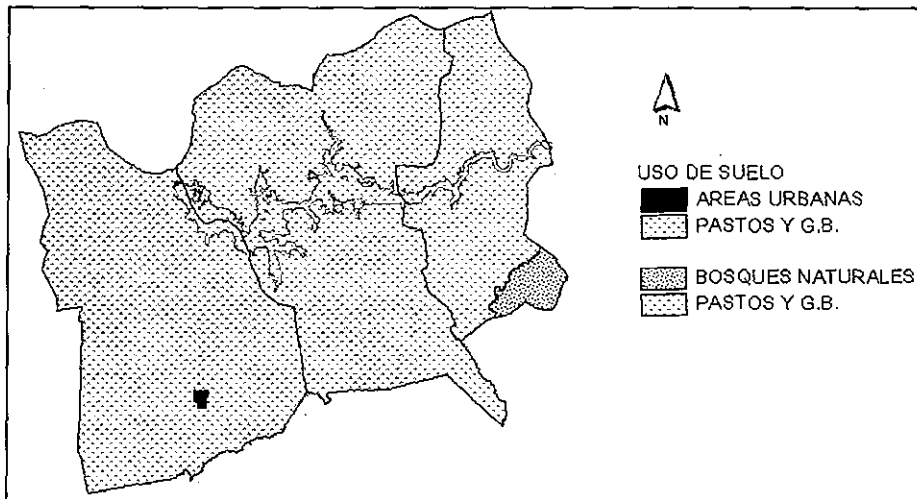 N
USO DE SUELO
AREAS URBANAS
PASTOS Y G.B.
BOSQUES NATURALES
PASTOS Y G.B.